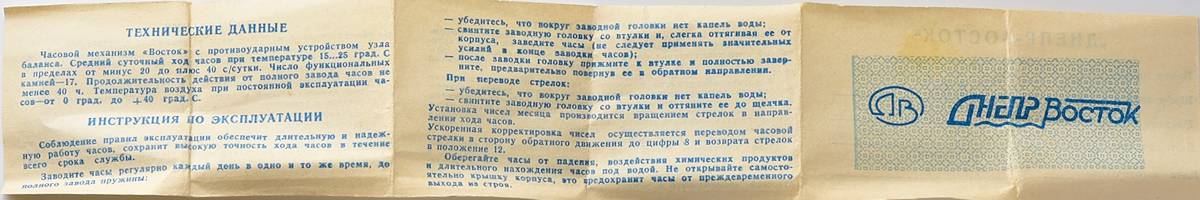 ТЕХНИЧЕСКИЕ ДАННЫЕ
Часовой механизм «Восток» с противоударным устройством узла
баланса. Средний суточный ход часов при температуре 15...25 град. С
в пределах от минус 20 до плюс 40 с/сутки. Число функциональных
камней—17. Продолжительность действия от полного завода часов не
менее 40 ч. Температура воздуха при постоянной эксплуатации ча-
сов—от 0 град. до +40 град. С.
ИНСТРУКЦИЯ ПО ЭКСПЛУАТАЦИИ
Соблюдение правил эксплуатации обеспечит длительную и надеж-
ную работу часов, сохранит высокую точность хода часов в течение
всего срока службы.
Заводите часы регулярно каждый день в одно и то же время, до
полного завода пружины:
— убедитесь, что вокруг заводной головки нет капель воды;
— свинтите заводную головку со втулки и, слегка оттягивая ее от
корпуса, заведите часы (не следует применять значительных
усилий в конце заводки часов);
— после заводки прижмите головку к втулке и полностью завер-
ните, предварительно повернув ее в обратном направлении.
При переводе стрелок:
— убедитесь, что вокруг заводной головки нет капель воды;
— свинтите заводную головку со втулки и оттяните ее до щелчка.
Установка чисел месяца производится вращением стрелок в направ-
лении хода часов.
Ускоренная корректировка чисел осуществляется переводом часовой
стрелки в сторону обратного движения до цифры 8 и возврата стрелок
в положение 12.
Оберегайте часы от падения, воздействия химических продуктов
и длительного нахождения часов под водой. Не открывайте самосто-
ятельно крышку корпуса, это предохранит часы от преждевременного
выхода из строя.
ДВ
ДНЕПР ВОСТОК